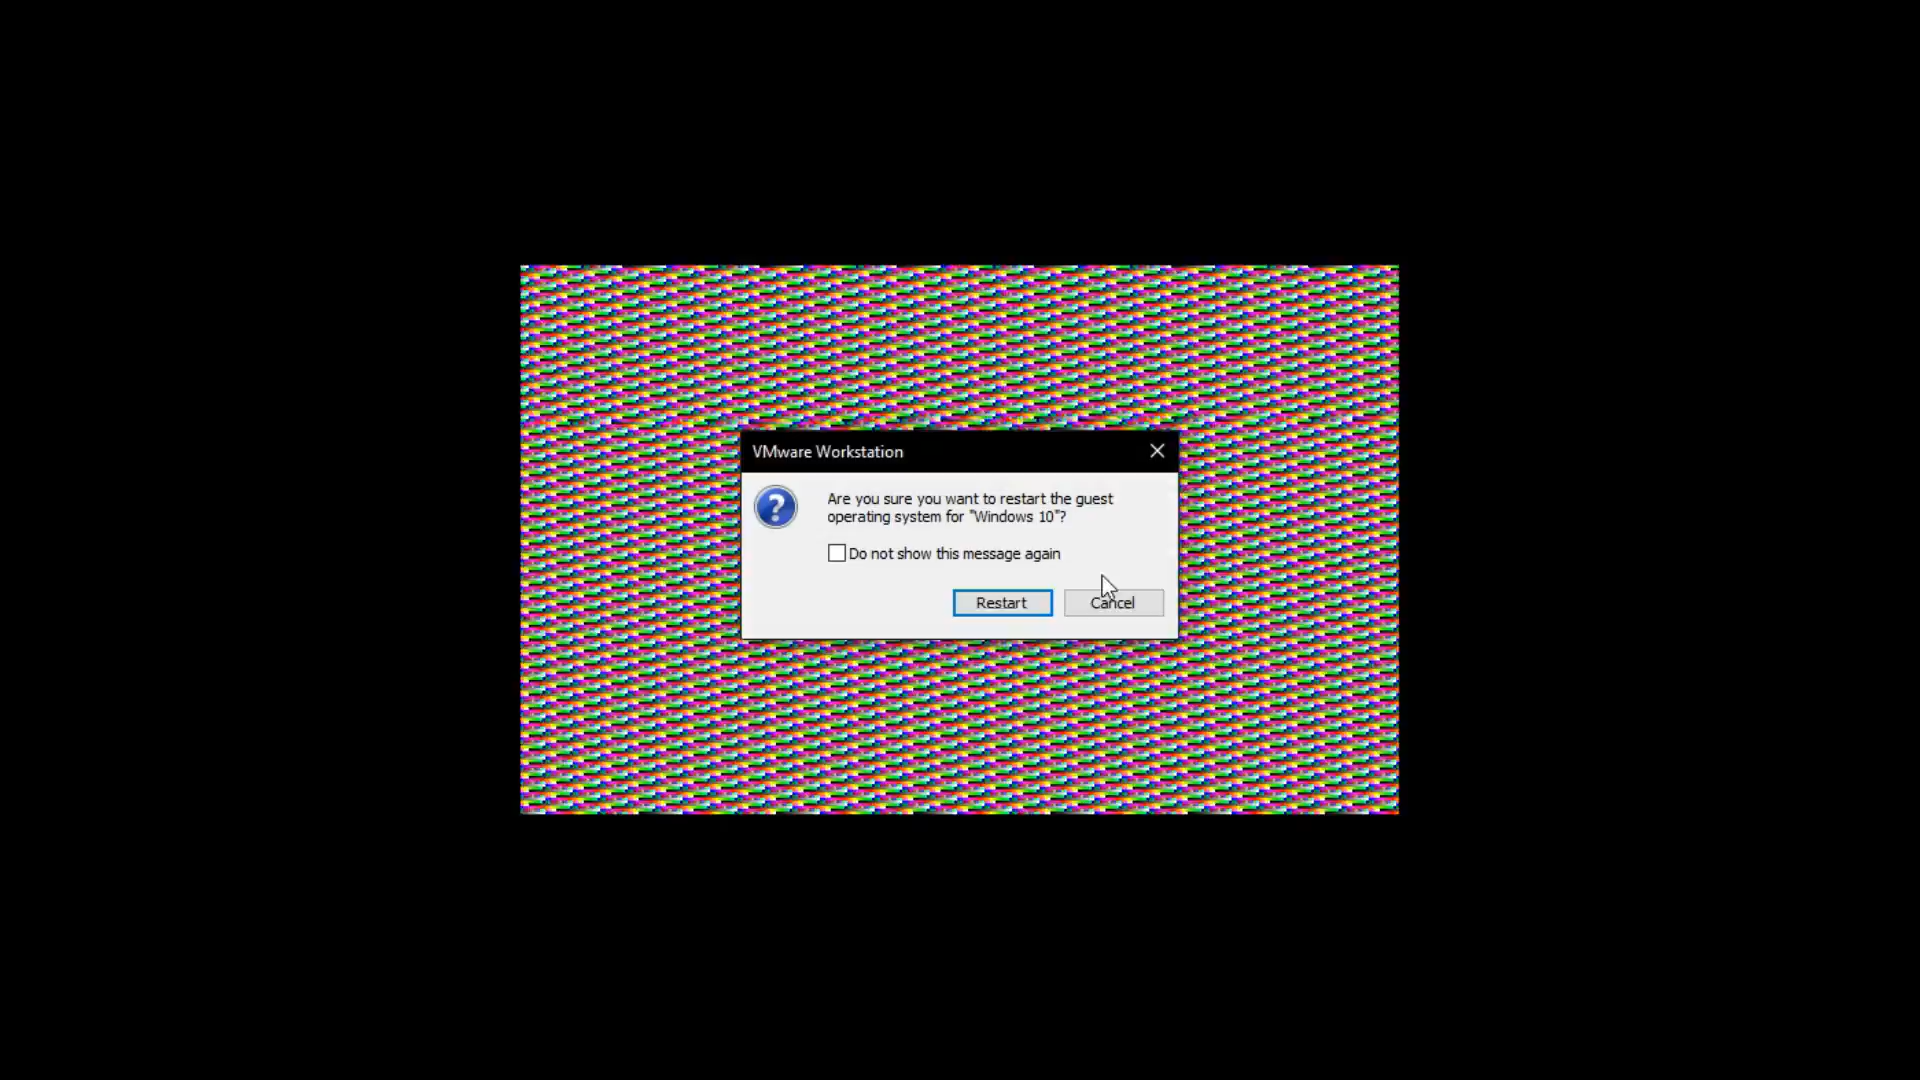 VMware Workstation
Are you sure you want to restart the guest
operating system for "Windows 10"?
Do not show this message again
Restart
Cancel